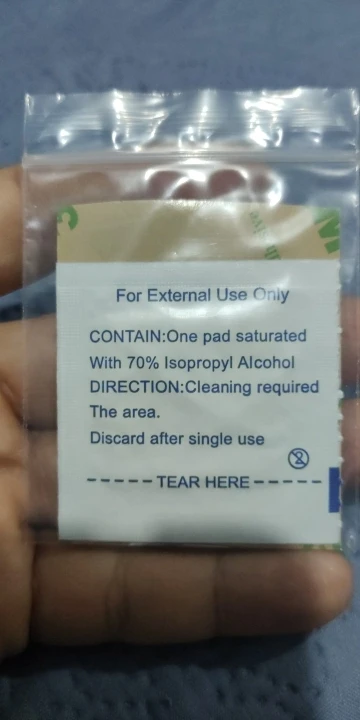 For External Use Only
CONTAIN:One pad saturated
With 70% Isopropyl Alcohol
DIRECTION:Cleaning required
The area.
Discard after single use
-----TEAR HERE-----